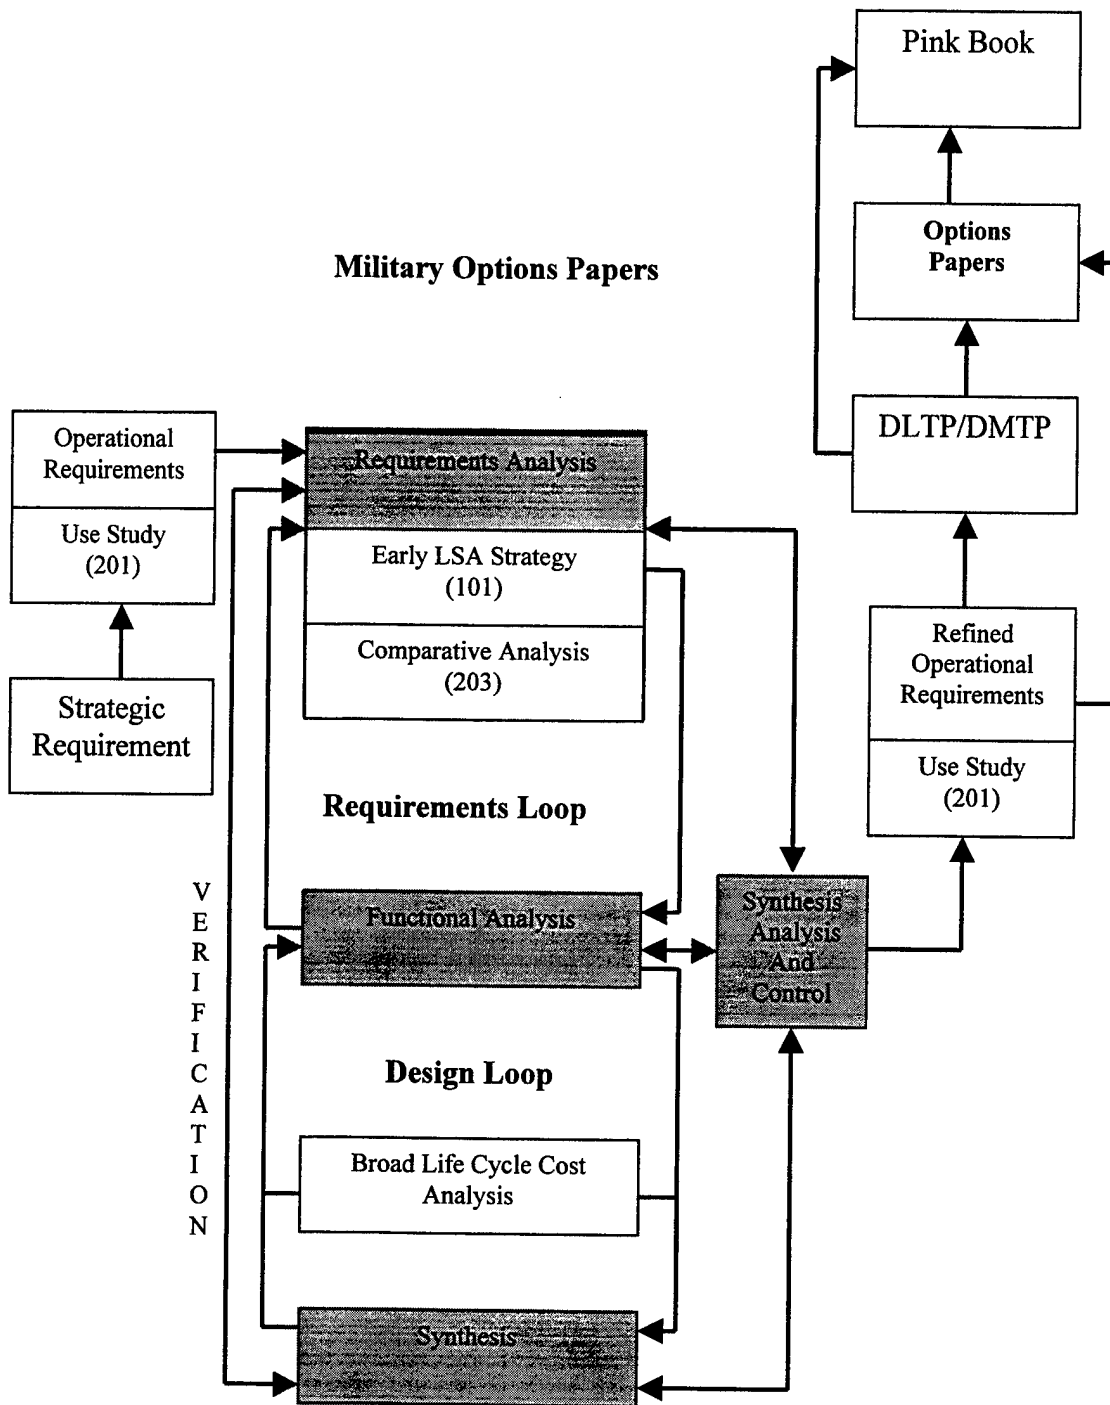 Pink Book
Options
Papers
Military Options Papers
DLTP/DMTP
Operational
Requirements
Use Study
(201)
Strategic
Requirement
Requirements Analysis
Early LSA Strategy
(101)
Comparative Analysis
(203)
Refined
Operational
Requirements
Use Study
(201)
Requirements Loop
VERIFICATION
Functional Analysis
Synthesis
Analysis
And
Control
Design Loop
Broad Life Cycle Cost
Analysis
Synthesis